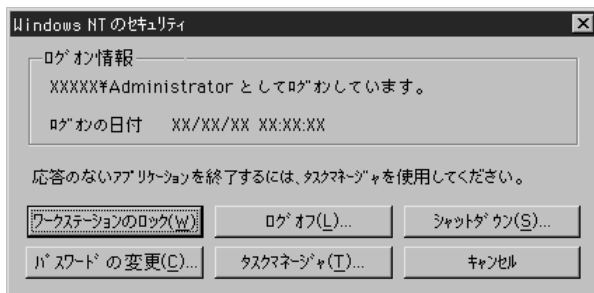 Windows NT のｾｷｭﾘﾃｨ
ﾛｸﾞｵﾝ情報
XXXXX¥Administrator としてﾛｸﾞｵﾝしています。
ﾛｸﾞｵﾝの日付 XX/XX/XX XX:XX:XX
応答のないｱﾌﾟﾘｹｰｼｮﾝを終了するには、ﾀｽｸﾏﾈｰｼﾞｬを使用してください。
ﾜｰｸｽﾃｰｼｮﾝのﾛｯｸ(W) ﾛｸﾞｵﾌ(L)... ｼｬｯﾄﾀﾞｳﾝ(S)...
ﾊﾟｽﾜｰﾄﾞの変更(C)... ﾀｽｸﾏﾈｰｼﾞｬ(T)... ｷｬﾝｾﾙ